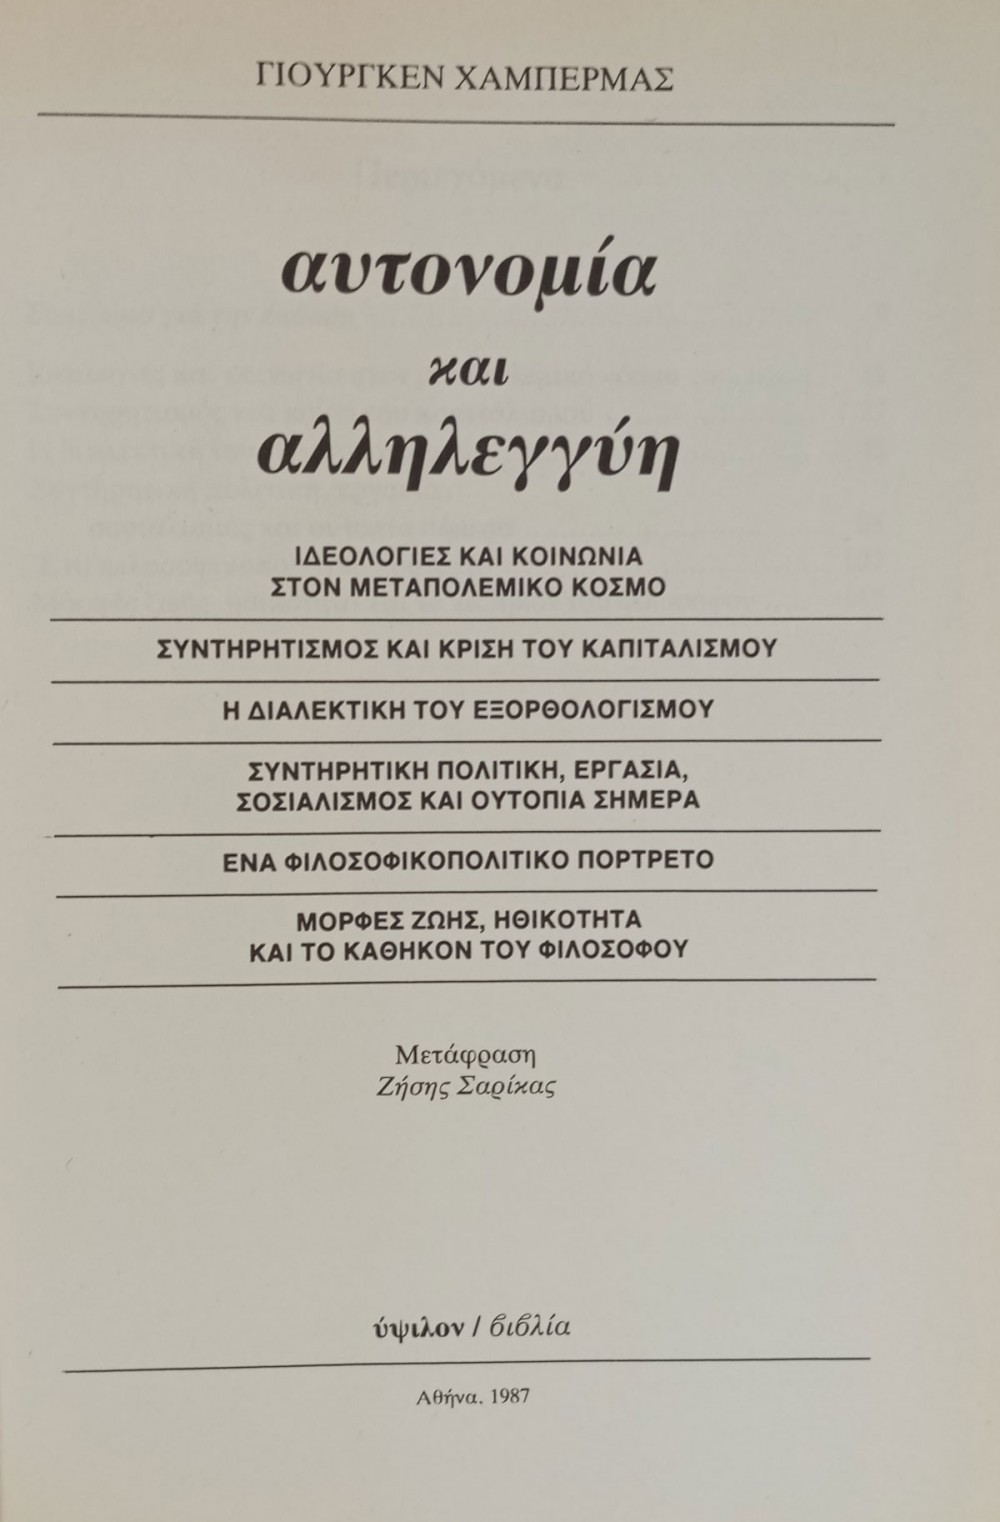 ΓΙΟΥΡΓΚΕΝ ΧΑΜΠΕΡΜΑΣ
αυτονομία
και
αλληλεγγύη
ΙΔΕΟΛΟΓΙΕΣ ΚΑΙ ΚΟΙΝΩΝΙΑ
ΣΤΟΝ ΜΕΤΑΠΟΛΕΜΙΚΟ ΚΟΣΜΟ
ΣΥΝΤΗΡΗΤΙΣΜΟΣ ΚΑΙ ΚΡΙΣΗ ΤΟΥ ΚΑΠΙΤΑΛΙΣΜΟΥ
Η ΔΙΑΛΕΚΤΙΚΗ ΤΟΥ ΕΞΟΡΘΟΛΟΓΙΣΜΟΥ
ΣΥΝΤΗΡΗΤΙΚΗ ΠΟΛΙΤΙΚΗ, ΕΡΓΑΣΙΑ,
ΣΟΣΙΑΛΙΣΜΟΣ ΚΑΙ ΟΥΤΟΠΙΑ ΣΗΜΕΡΑ
ΕΝΑ ΦΙΛΟΣΟΦΙΚΟΠΟΛΙΤΙΚΟ ΠΟΡΤΡΕΤΟ
ΜΟΡΦΕΣ ΖΩΗΣ, ΗΘΙΚΟΤΗΤΑ
ΚΑΙ ΤΟ ΚΑΘΗΚΟΝ ΤΟΥ ΦΙΛΟΣΟΦΟΥ
Μετάφραση
Ζήσης Σαρίκας
ύψιλον / βιβλία
Αθήνα, 1987